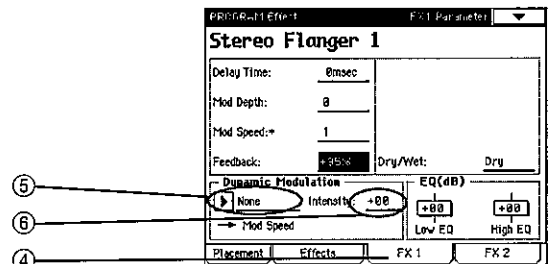 PROGRAM Effect FX1 Parameter
Stereo Flanger 1
Delay Time: 0msec
Mod Depth: 0
Mod Speed:* 1
Feedback: +95% Dry/Wet: Dry
Dynamic Modulation EQ(dB)
⑤ None Intensity: +00 +00 +00
⑥ → Mod Speed Low EQ High EQ
④ Placement Effects FX 1 FX 2